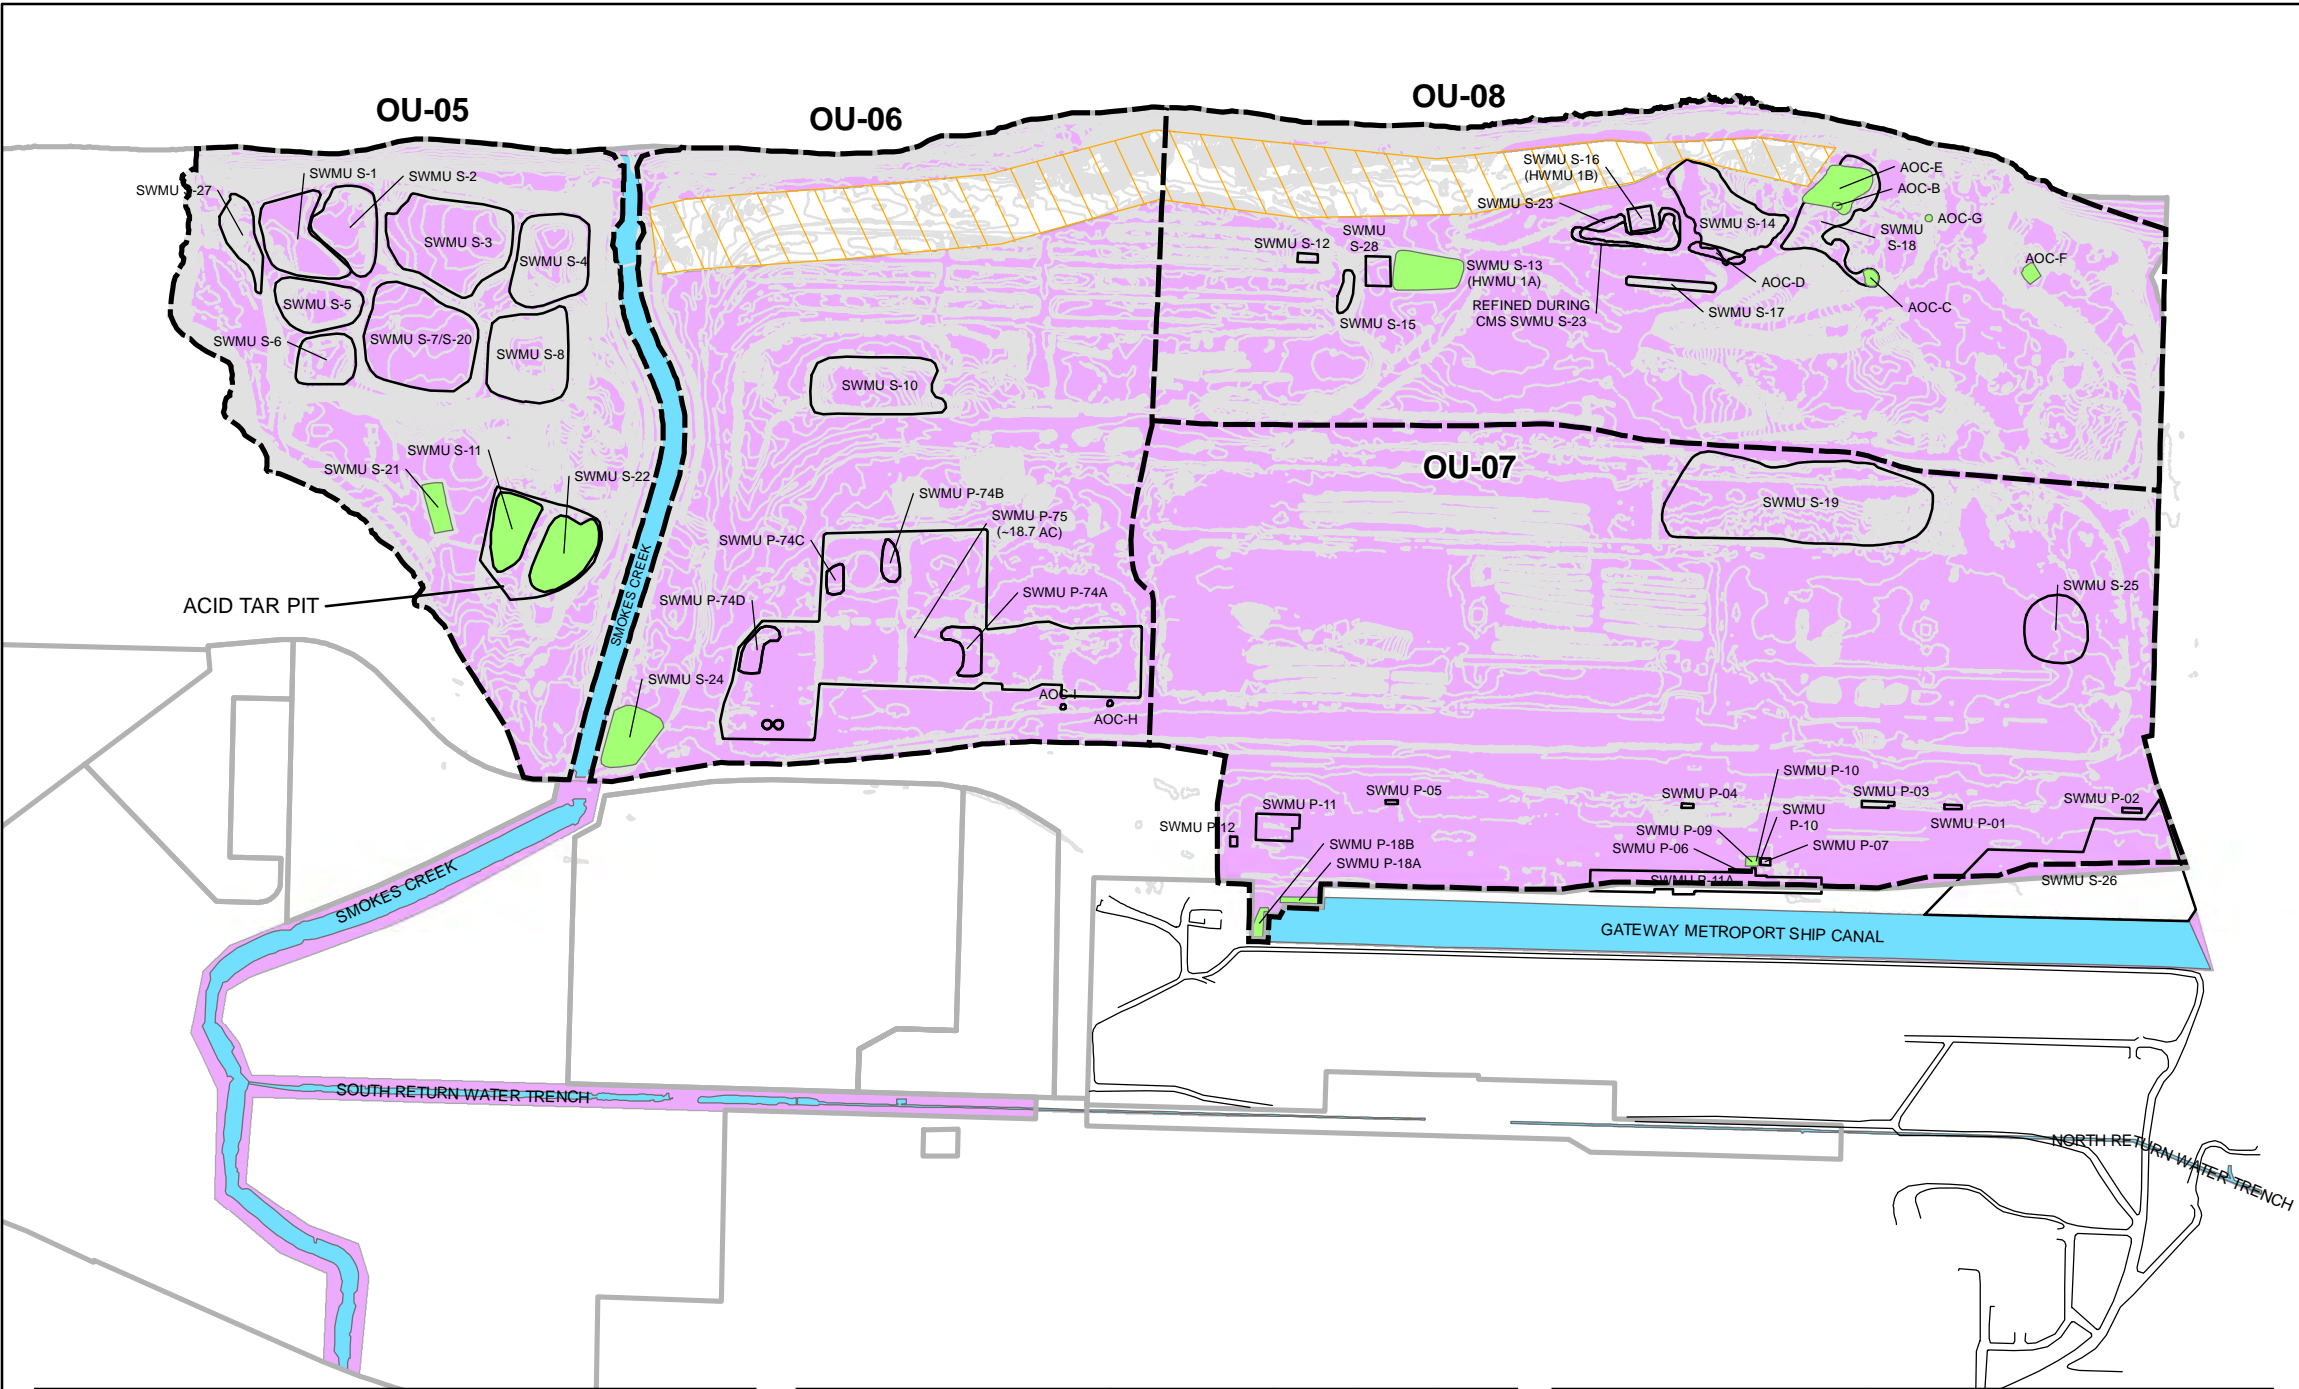 OU-05
OU-06
OU-08
SWMU S-27
SWMU S-1
SWMU S-2
SWMU S-3
SWMU S-4
SWMU S-5
SWMU S-6
SWMU S-7/S-20
SWMU S-8
SWMU S-10
SWMU S-16
(HWMU 1B)
SWMU S-23
SWMU S-12
SWMU
S-28
SWMU S-13
(HWMU 1A)
SWMU S-15
REFINED DURING
CMS SWMU S-23
SWMU S-14
AOC-D
SWMU S-17
AOC-E
AOC-B
AOC-G
SWMU
S-18
AOC-F
AOC-C
OU-07
SWMU S-11
SWMU S-21
SWMU S-22
ACID TAR PIT
SMOKES CREEK
SWMU S-24
SWMU P-74B
SWMU P-75
(~18.7 AC)
SWMU P-74C
SWMU P-74D
SWMU P-74A
AOC-I
AOC-H
SWMU S-19
SWMU S-25
SWMU P-11
SWMU P-05
SWMU P-12
SWMU P-18B
SWMU P-18A
SWMU P-04
SWMU P-10
SWMU P-03
SWMU
P-10
SWMU P-09
SWMU P-06
SWMU P-07
SWMU P-01
SWMU P-02
SWMU P-11A
SWMU S-26
GATEWAY METROPORT SHIP CANAL
SMOKES CREEK
SOUTH RETURN WATER TRENCH
NORTH RETURN WATER TRENCH